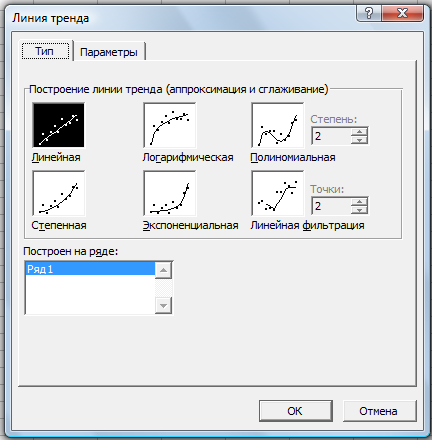 Линия тренда
Тип
Параметры
Построение линии тренда (аппроксимация и сглаживание)
Линейная
Логарифмическая
Полиномиальная
Степень:
2
Степенная
Экспоненциальная
Линейная фильтрация
Точки:
2
Построен на ряде:
Ряд1
ОК
Отмена